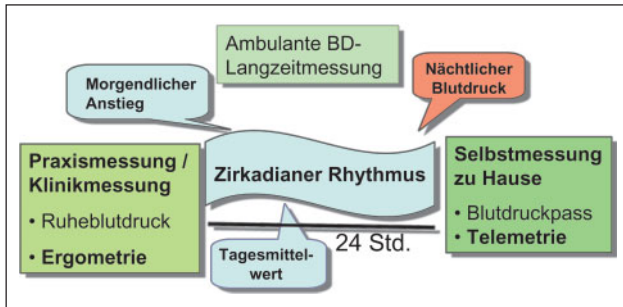 Ambulante BD-
Langzeitmessung
Morgendlicher
Anstieg
Nächtlicher
Blutdruck
Praxismessung /
Klinikmessung
• Ruheblutdruck
• Ergometrie
Zirkadianer Rhythmus
24 Std.
Tagesmittel-
wert
Selbstmessung
zu Hause
• Blutdruckpass
• Telemetrie